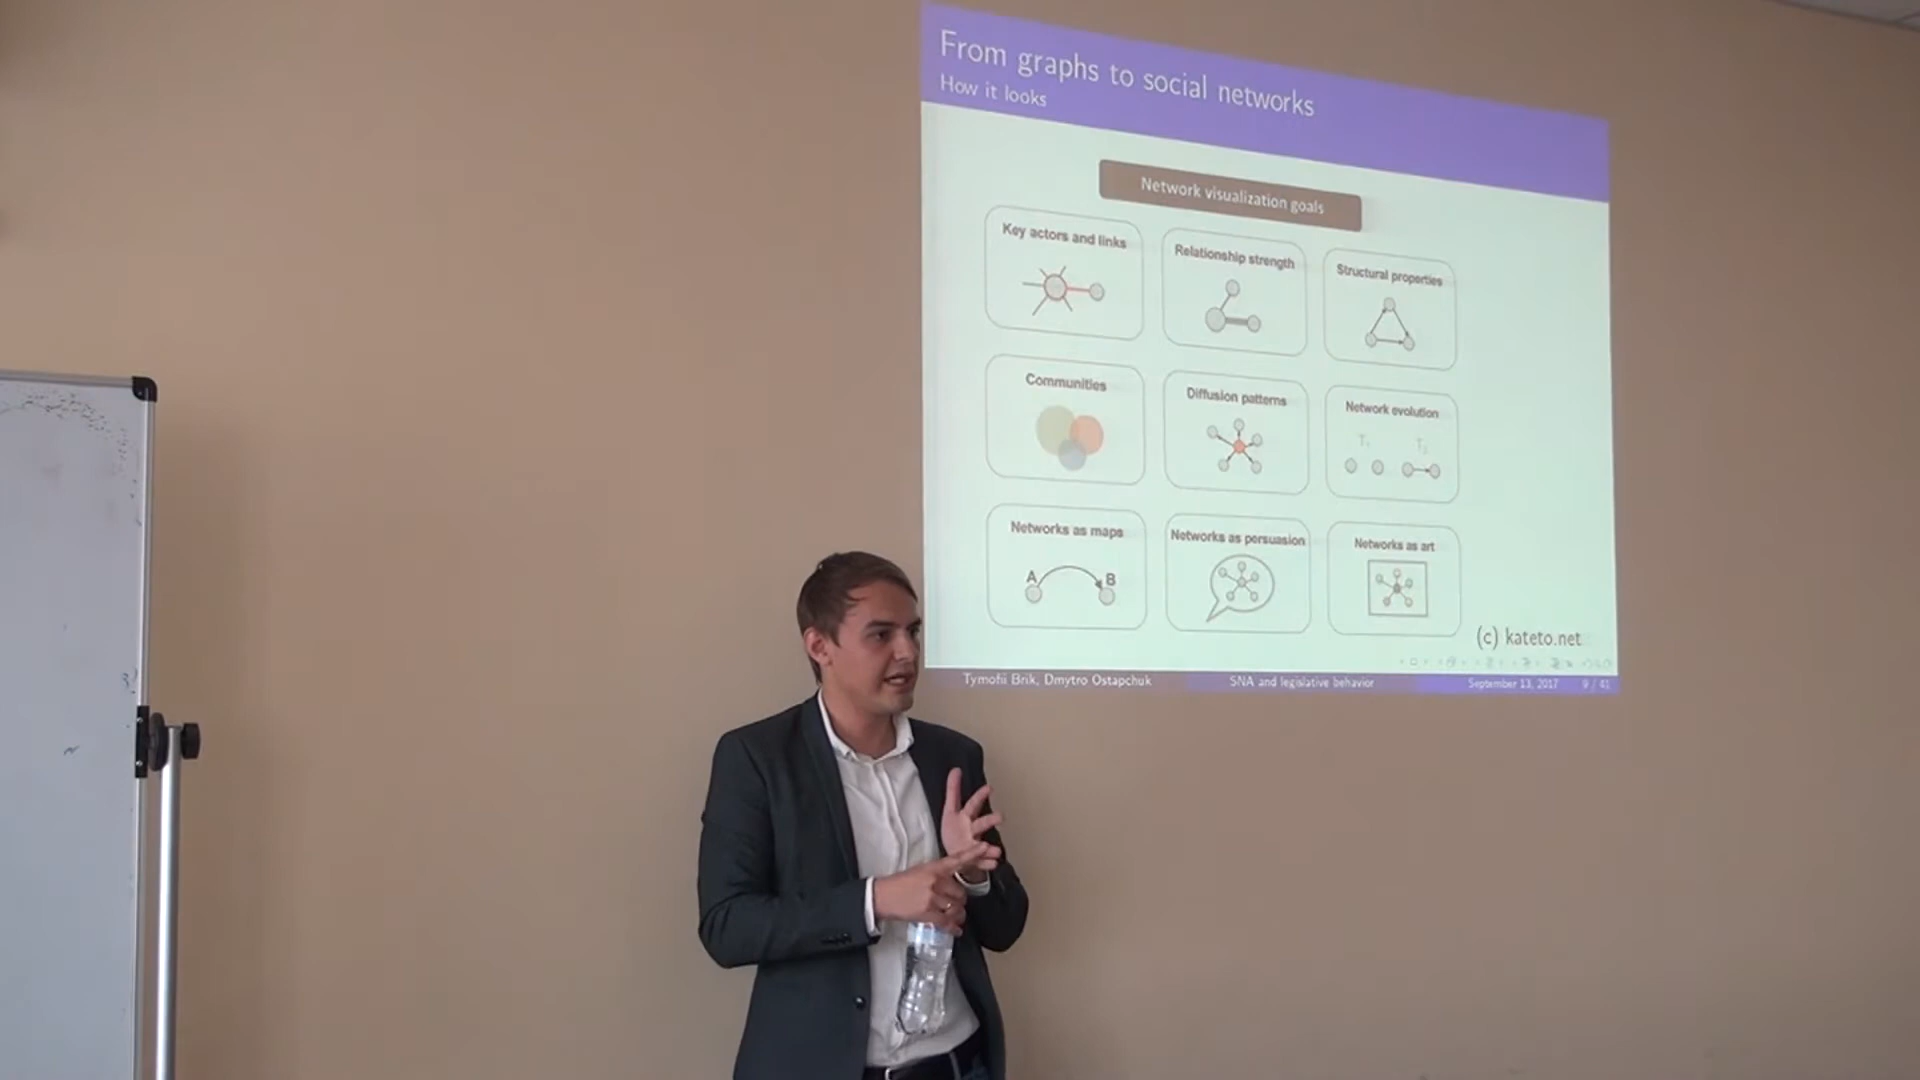 From graphs to social networks
How it looks
Network visualization goals
Key actors and links
Relationship strength
Structural properties
Communities
Diffusion patterns
Network evolution
T₁
T₂
Networks as maps
Networks as persuasion
Networks as art
A
B
(c) kateto.net
Tymofii Brik, Dmytro Ostapchuk
SNA and legislative behavior
September 13, 2017
9 / 41